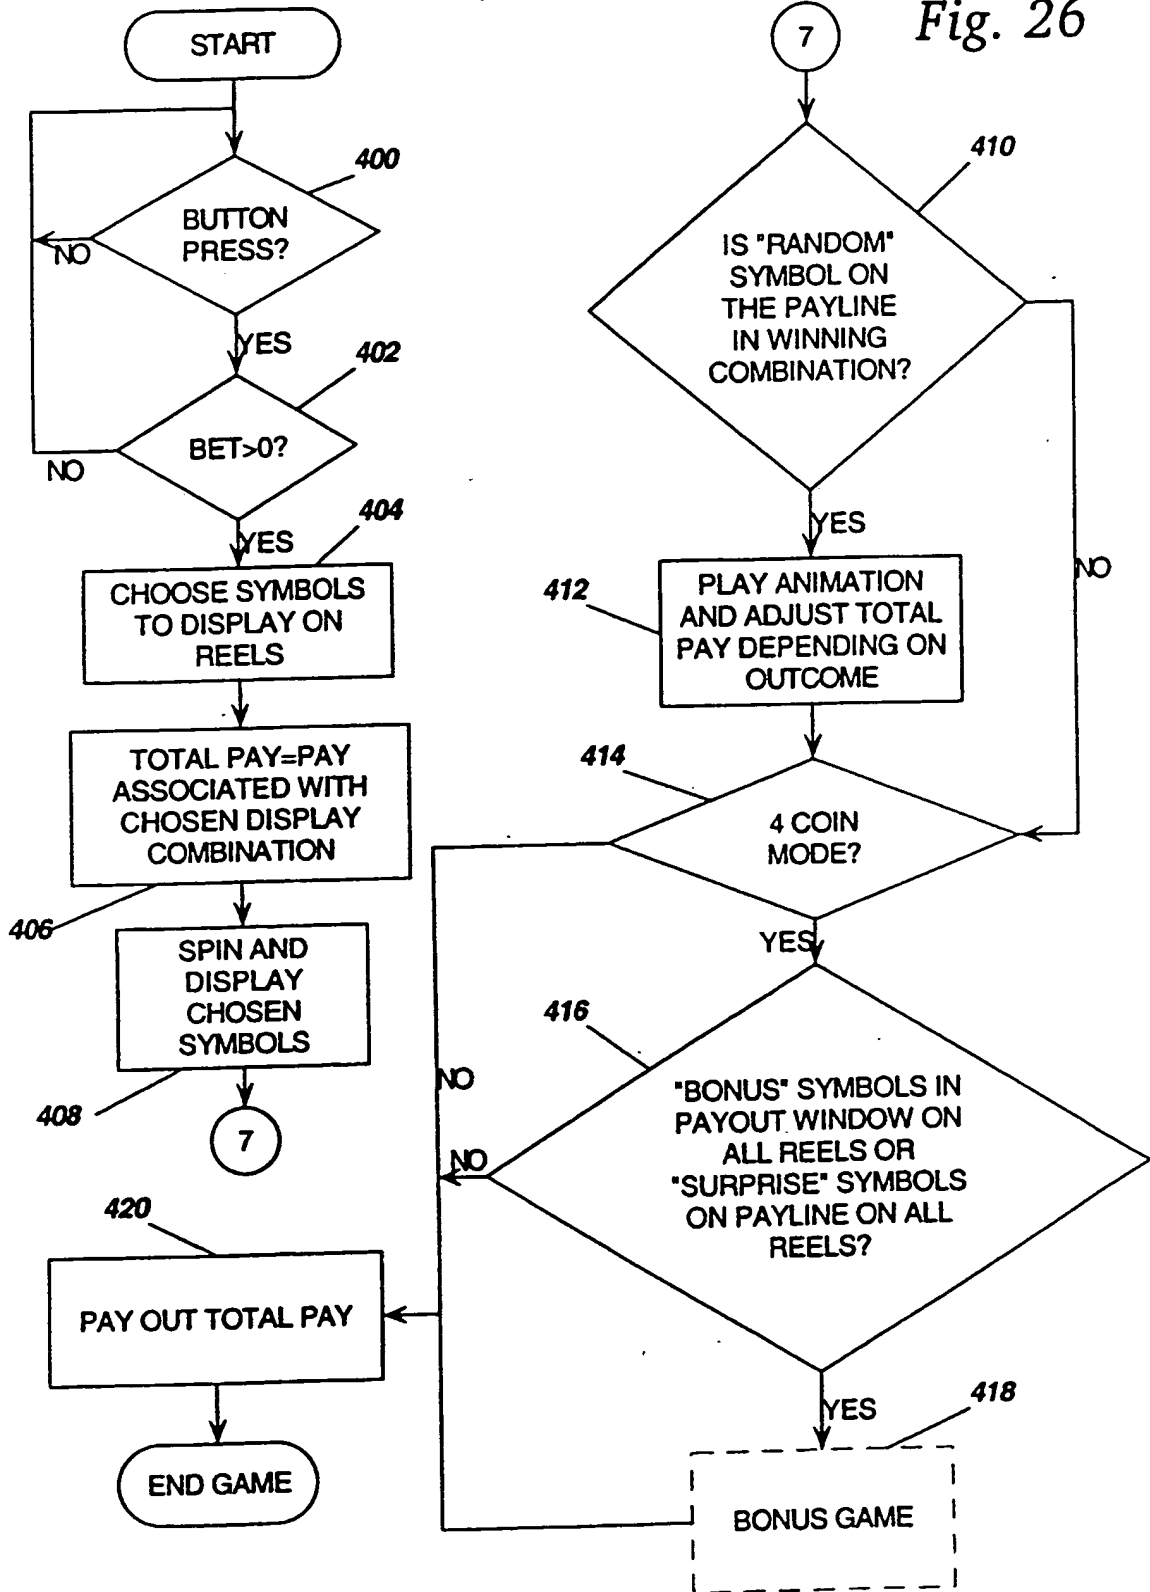 START
400
BUTTON
PRESS?
NO
YES
402
BET>0?
NO
YES
404
CHOOSE SYMBOLS
TO DISPLAY ON
REELS
TOTAL PAY=PAY
ASSOCIATED WITH
CHOSEN DISPLAY
COMBINATION
406
SPIN AND
DISPLAY
CHOSEN
SYMBOLS
408
7
420
PAY OUT TOTAL PAY
END GAME
Fig. 26
7
410
IS "RANDOM"
SYMBOL ON
THE PAYLINE
IN WINNING
COMBINATION?
YES
NO
412
PLAY ANIMATION
AND ADJUST TOTAL
PAY DEPENDING ON
OUTCOME
414
4 COIN
MODE?
YES
NO
416
"BONUS" SYMBOLS IN
PAYOUT WINDOW ON
ALL REELS OR
"SURPRISE" SYMBOLS
ON PAYLINE ON ALL
REELS?
NO
YES
418
BONUS GAME